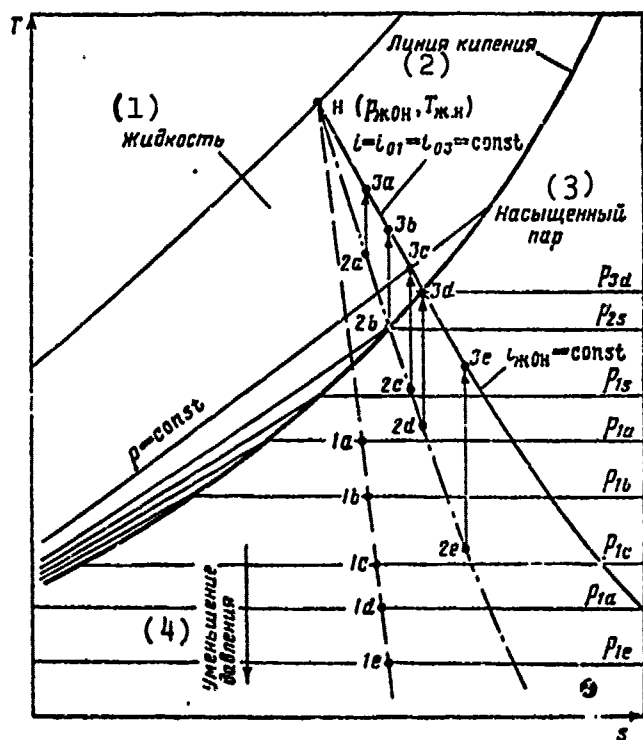 T
Линия кипения
(2)
(1)
Жидкость
H (pжон, Tж.н)
i=i01=i03=const
(3)
Насыщенный
пар
3a
3b
3c
3d
3e
2a
2b
2c
2d
2e
iжон=const
p=const
P3d
P2s
P1s
P1a
P1b
P1c
P1a
P1e
1a
1b
1c
1d
1e
(4)
Уменьшение
давления
s